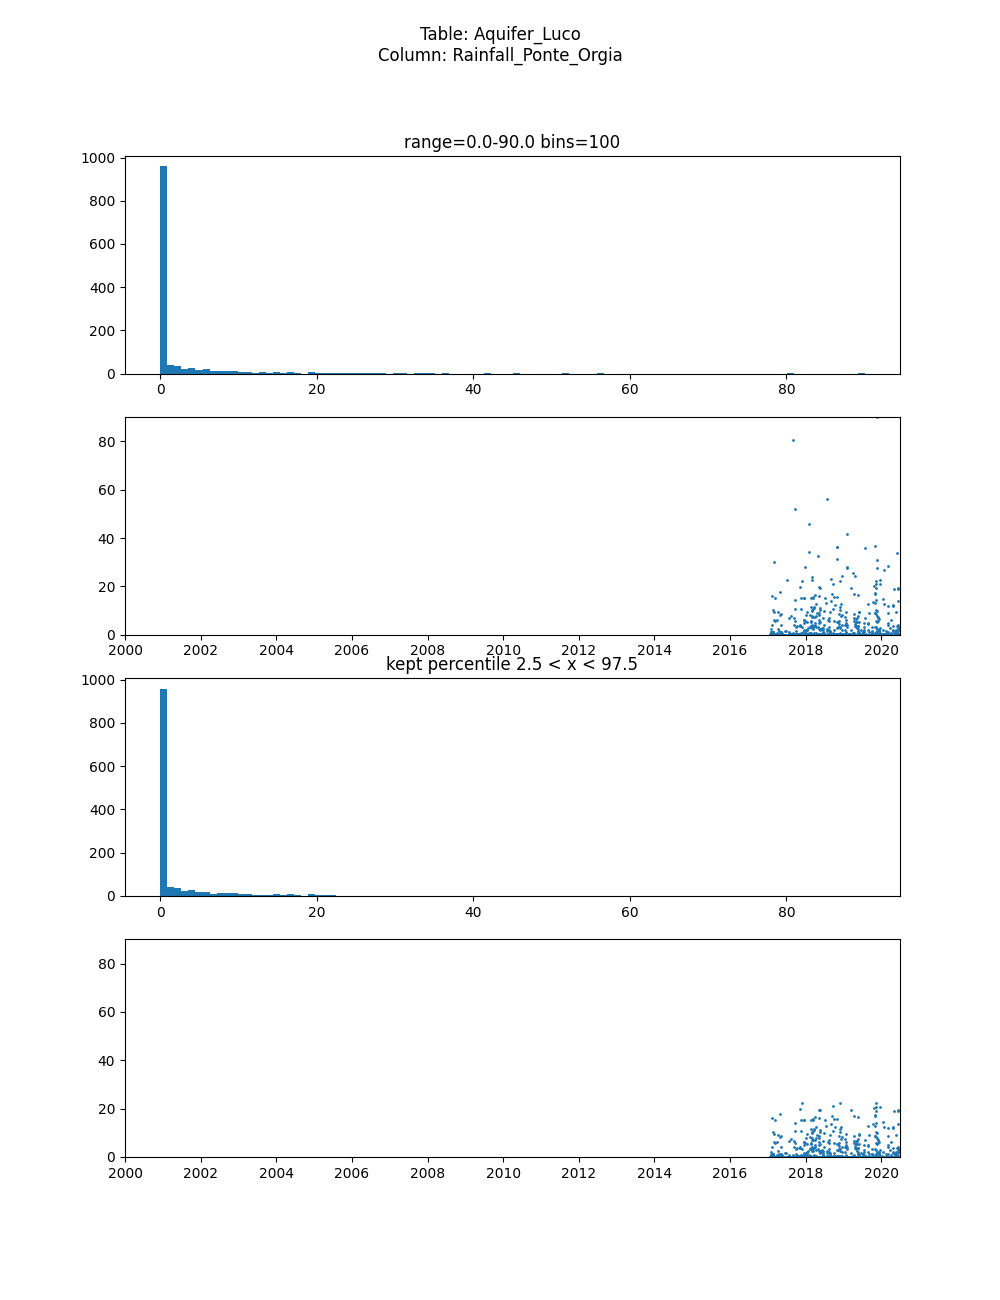 Table: Aquifer_Luco
Column: Rainfall_Ponte_Orgia
range=0.0-90.0 bins=100
1000
800
600
400
200
0
0 20 40 60 80
80
60
40
20
0
2000 2002 2004 2006 2008 2010 2012 2014 2016 2018 2020
kept percentile 2.5 < x < 97.5
1000
800
600
400
200
0
0 20 40 60 80
80
60
40
20
0
2000 2002 2004 2006 2008 2010 2012 2014 2016 2018 2020